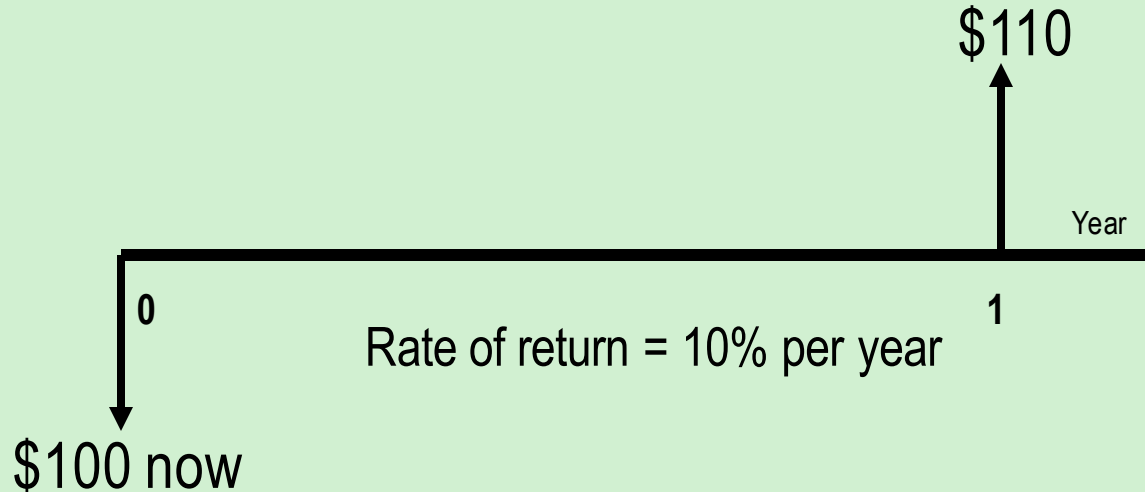 $110
Year
0
1
Rate of return = 10% per year
$100 now